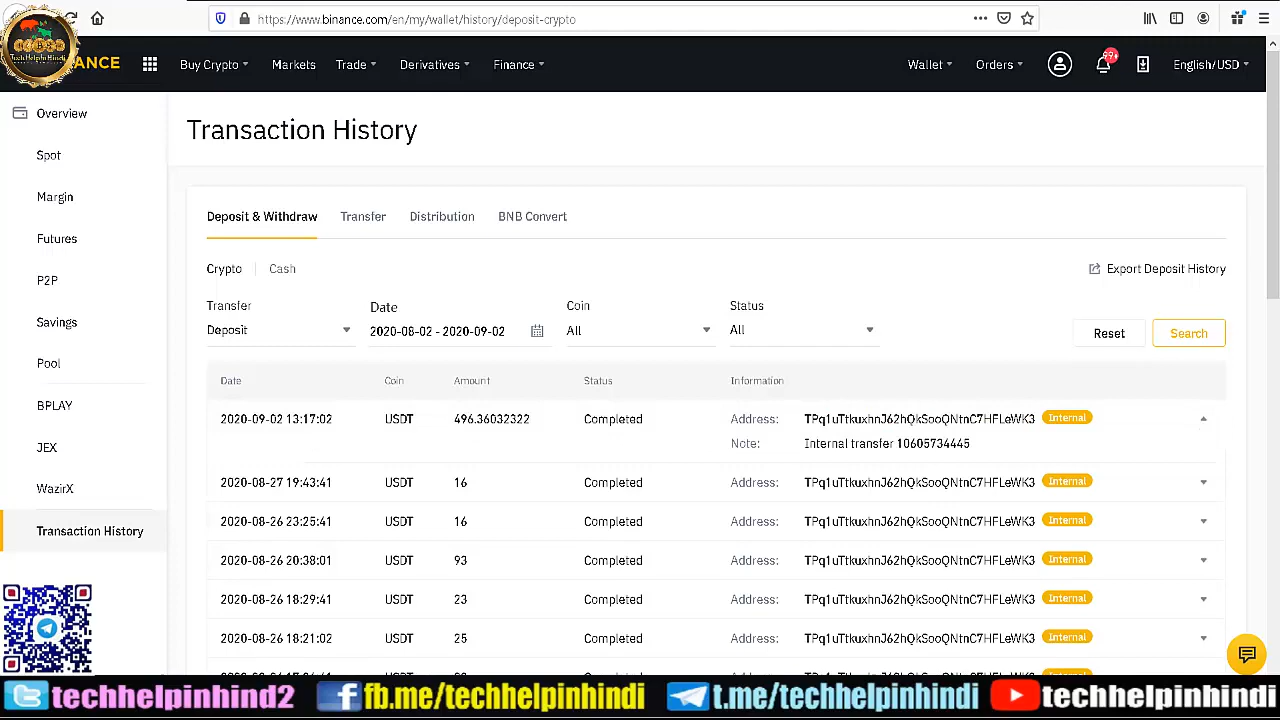 https://www.binance.com/en/my/wallet/history/deposit-crypto
ANCE Buy Crypto Markets Trade Derivatives Finance Wallet Orders 99+ English/USD
Overview
Spot
Margin
Futures
P2P
Savings
Pool
BPLAY
JEX
WazirX
Transaction History
Transaction History
Deposit & Withdraw Transfer Distribution BNB Convert
Crypto Cash Export Deposit History
Transfer Date Coin Status
Deposit 2020-08-02 - 2020-09-02 All All Reset Search
Date Coin Amount Status Information
2020-09-02 13:17:02 USDT 496.36032322 Completed Address: TPq1uTtkuxhnJ62hQkSooQNtnC7HFLeWK3 Internal
Note: Internal transfer 10605734445
2020-08-27 19:43:41 USDT 16 Completed Address: TPq1uTtkuxhnJ62hQkSooQNtnC7HFLeWK3 Internal
2020-08-26 23:25:41 USDT 16 Completed Address: TPq1uTtkuxhnJ62hQkSooQNtnC7HFLeWK3 Internal
2020-08-26 20:38:01 USDT 93 Completed Address: TPq1uTtkuxhnJ62hQkSooQNtnC7HFLeWK3 Internal
2020-08-26 18:29:41 USDT 23 Completed Address: TPq1uTtkuxhnJ62hQkSooQNtnC7HFLeWK3 Internal
2020-08-26 18:21:02 USDT 25 Completed Address: TPq1uTtkuxhnJ62hQkSooQNtnC7HFLeWK3 Internal
techhelpinhind2 fb.me/techhelpinhindi t.me/techhelpinhindi techhelpinhindi